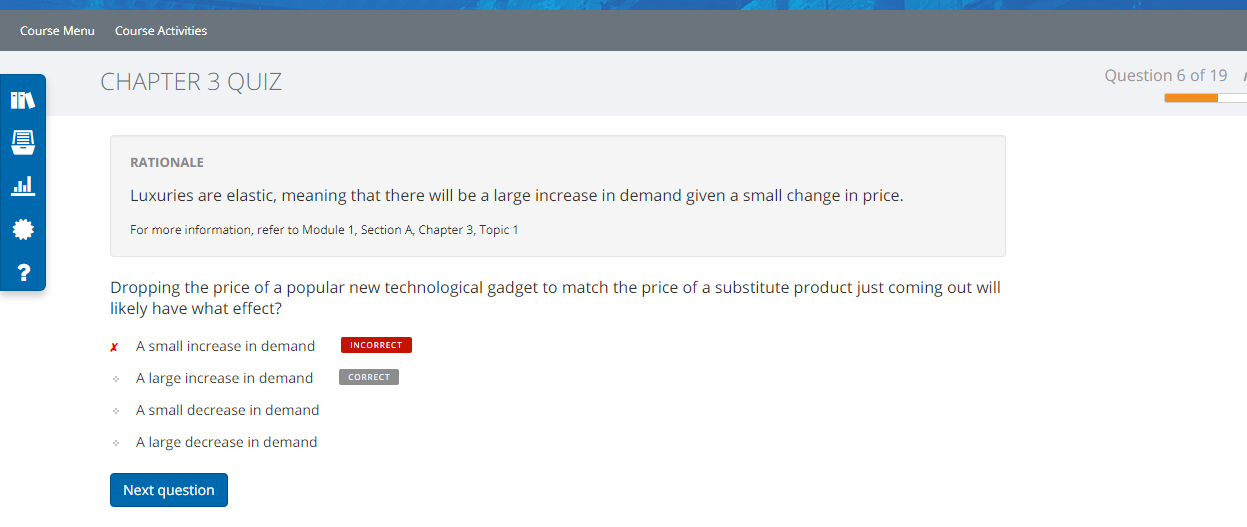 Course Menu Course Activities
CHAPTER 3 QUIZ
Question 6 of 19
RATIONALE
Luxuries are elastic, meaning that there will be a large increase in demand given a small change in price.
For more information, refer to Module 1, Section A, Chapter 3, Topic 1
?
Dropping the price of a popular new technological gadget to match the price of a substitute product just coming out will
likely have what effect?
✗ A small increase in demand INCORRECT
A large increase in demand CORRECT
A small decrease in demand
A large decrease in demand
Next question